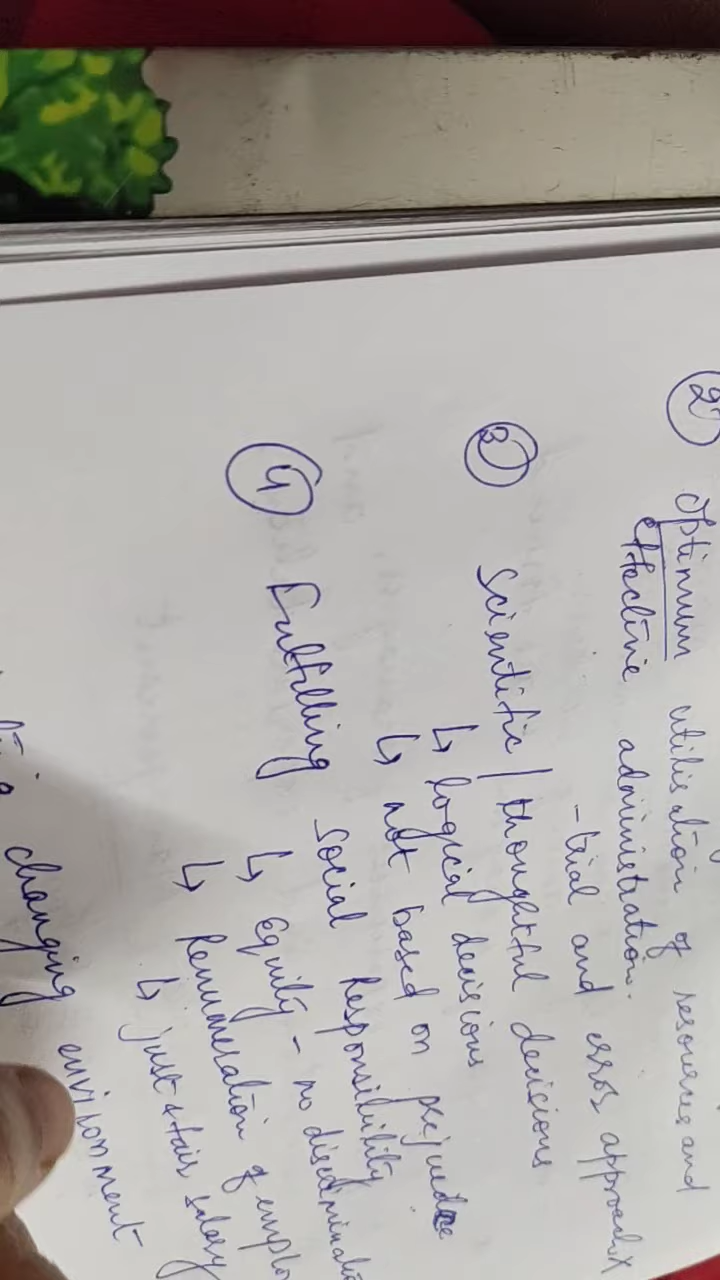 ② Optimum utilisation of resources and
effective administration.
- trial and error approach x
③ Scientific / thoughtful decisions
↳ logical decisions
↳ not based on prejudice
④ Fulfilling social responsibility
↳ Equity - no discriminatio
↳ Remuneration of emplo
↳ just & fair salary
changing environment